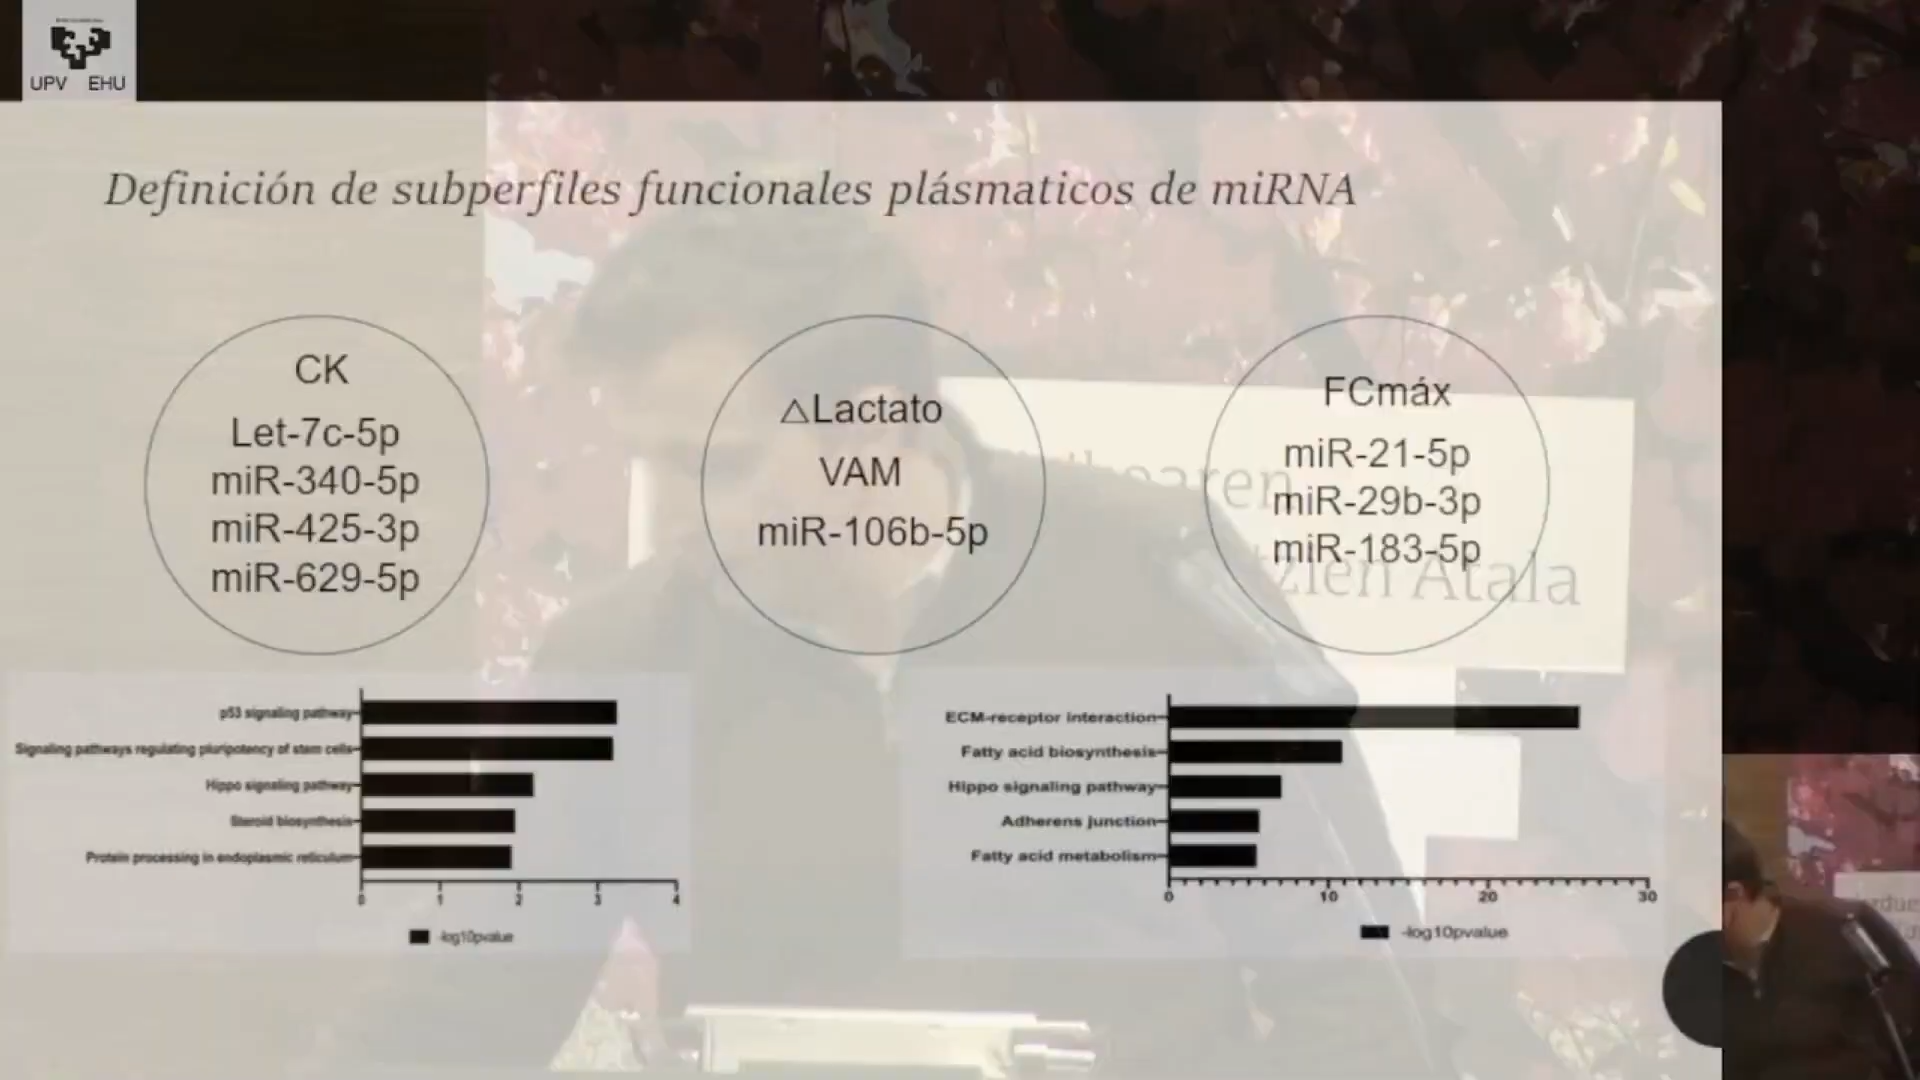 UPV EHU
Definición de subperfiles funcionales plásmaticos de miRNA
CK
Let-7c-5p
miR-340-5p
miR-425-3p
miR-629-5p
△Lactato
VAM
miR-106b-5p
FCmáx
miR-21-5p
miR-29b-3p
miR-183-5p
Atala
p53 signaling pathway
Signaling pathways regulating pluripotency of stem cells
Hippo signaling pathway
Steroid biosynthesis
Protein processing in endoplasmic reticulum
0 1 2 3 4
-log10pvalue
ECM-receptor interaction
Fatty acid biosynthesis
Hippo signaling pathway
Adherens junction
Fatty acid metabolism
0 10 20 30
-log10pvalue